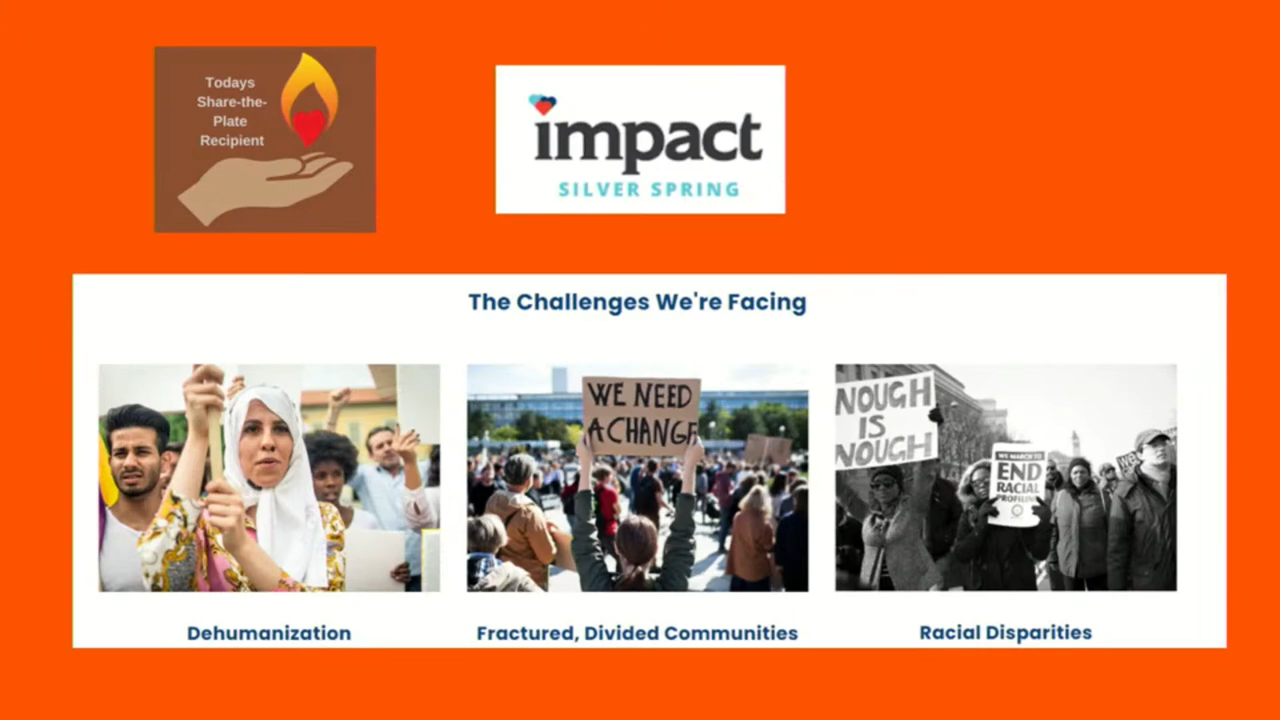 Todays
Share-the-
Plate
Recipient
impact
SILVER SPRING
The Challenges We're Facing
WE NEED
A CHANGE
NOUGH
IS
NOUGH
WE MARCH TO
END
RACIAL
PROFILING
WE
Dehumanization
Fractured, Divided Communities
Racial Disparities